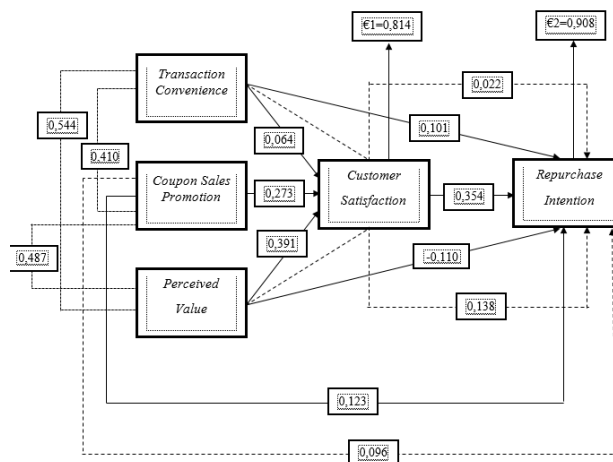 €1=0,814
€2=0,908
Transaction
Convenience
0,022
0,544
0,101
0,064
0,410
Coupon Sales
Promotion
0,273
Customer
Satisfaction
0,354
Repurchase
Intention
0,391
0,487
-0,110
Perceived
Value
0,138
0,123
0,096